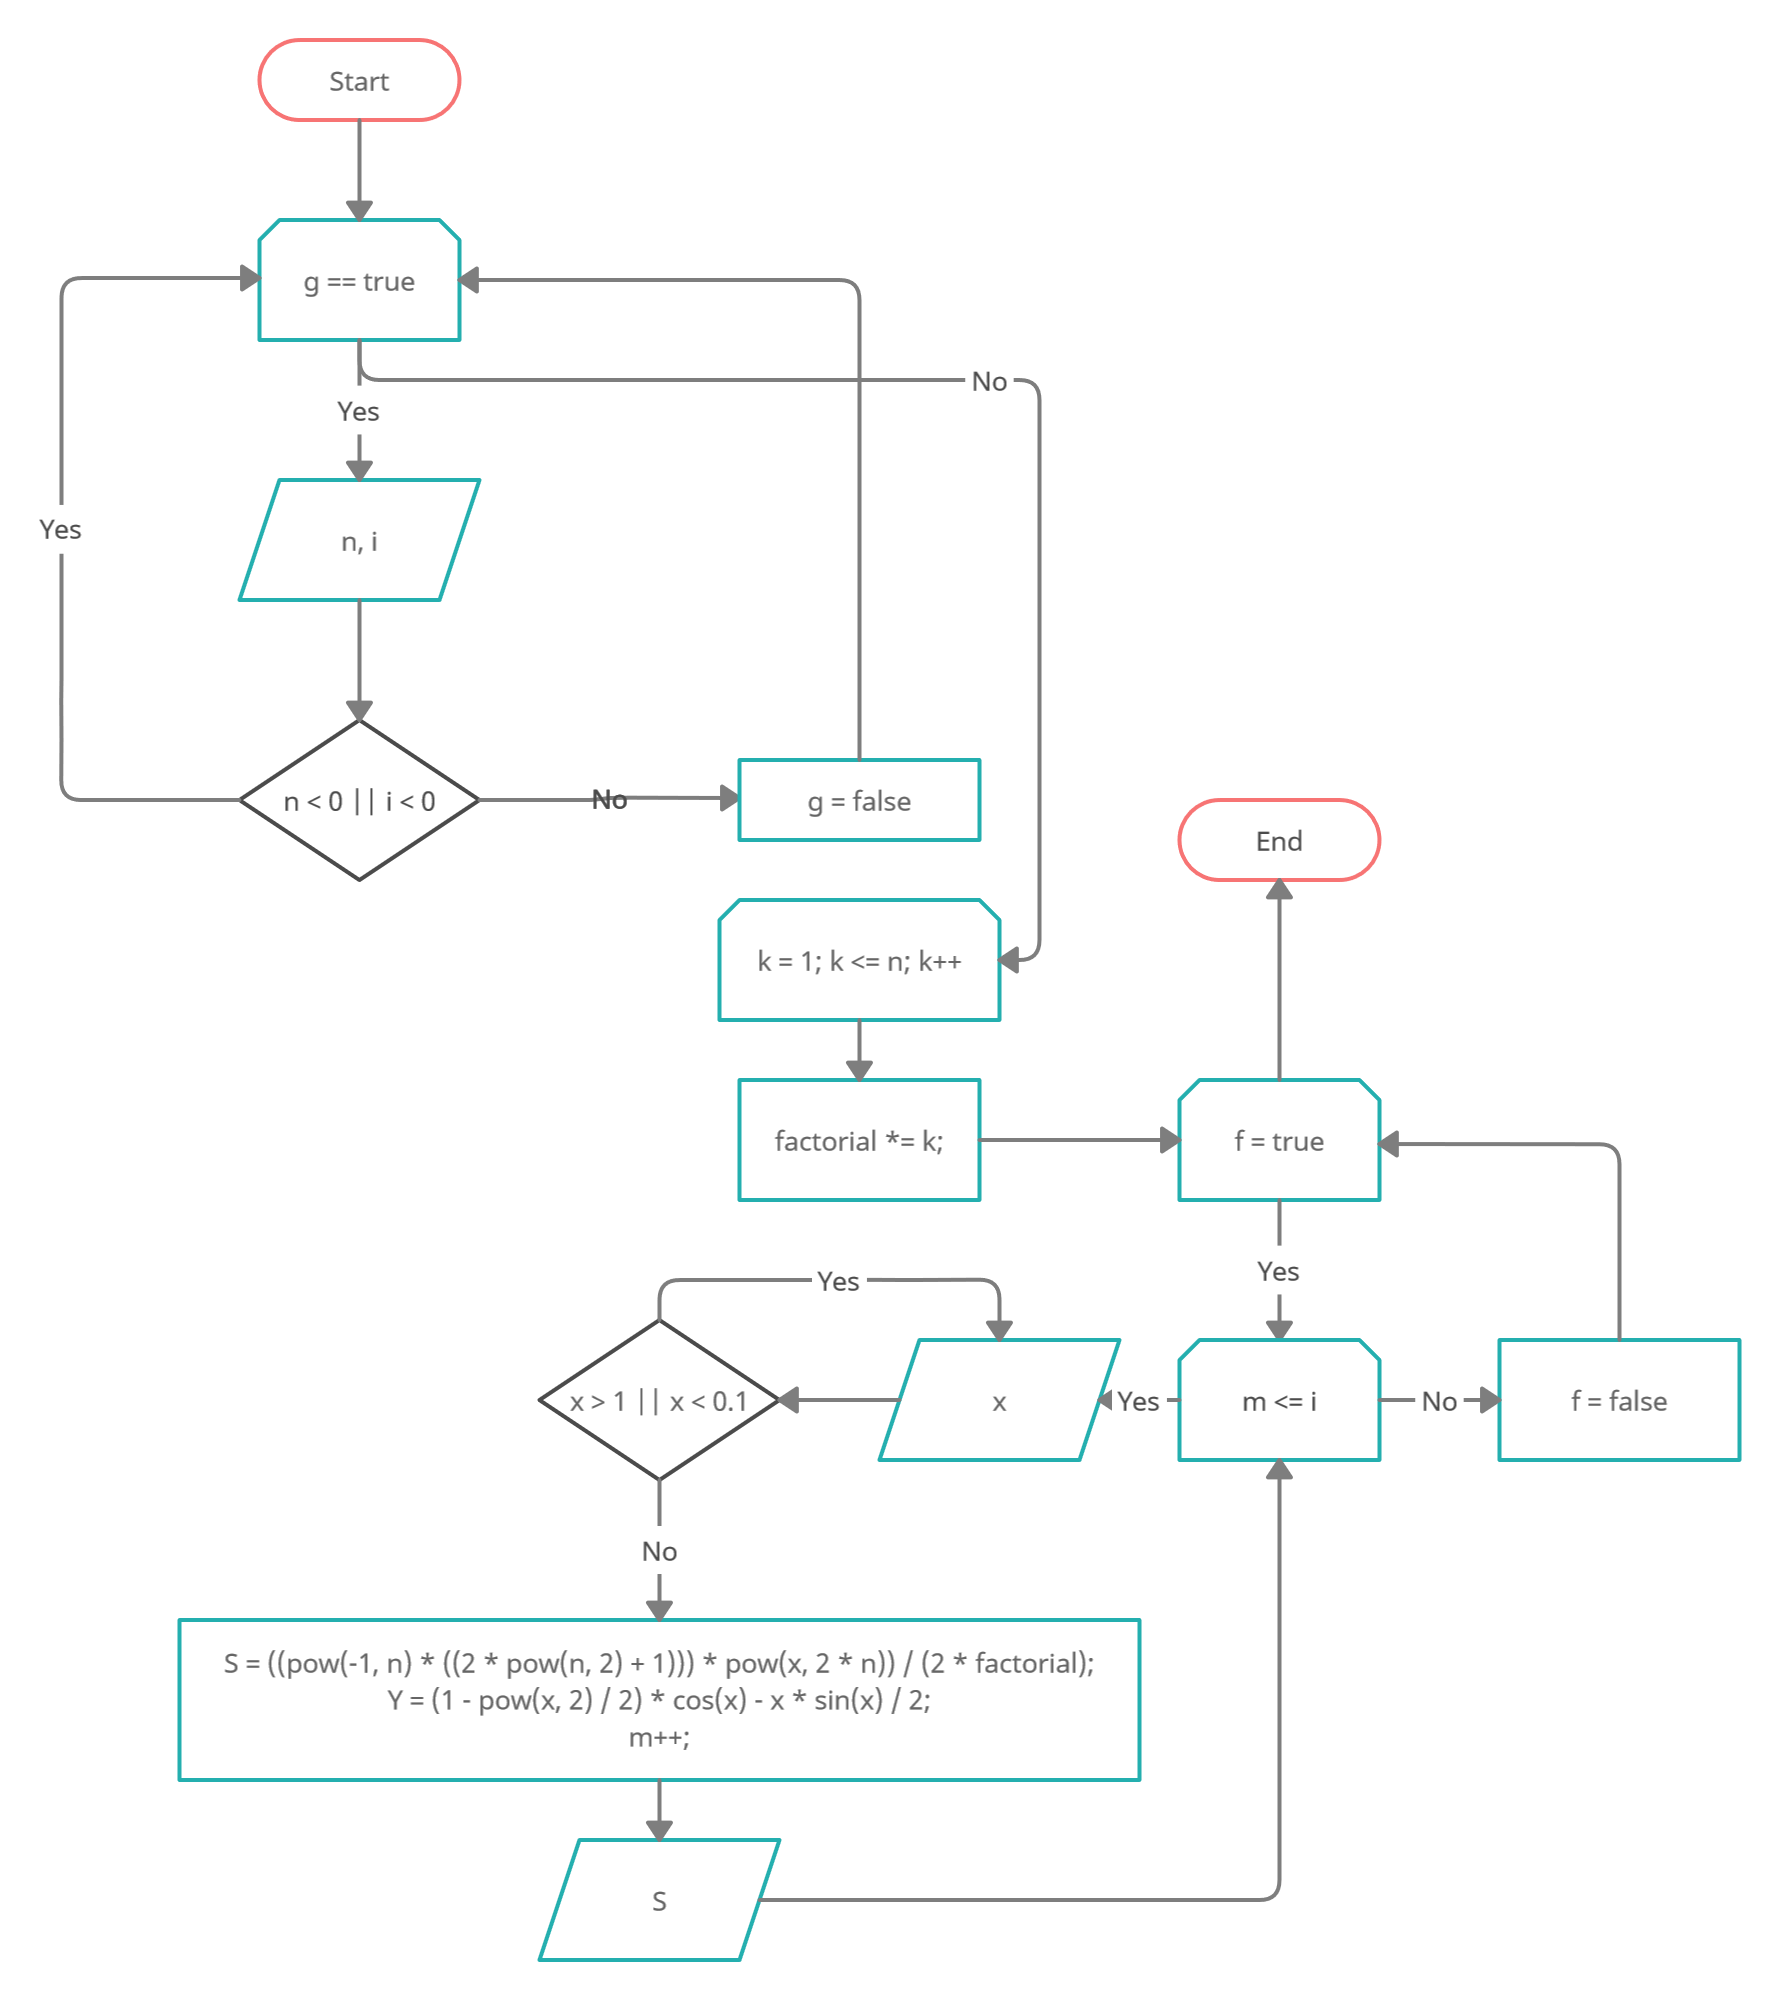 Start
g == true
No
Yes
Yes
n, i
n < 0 || i < 0
No
g = false
End
k = 1; k <= n; k++
factorial *= k;
f = true
Yes
Yes
x > 1 || x < 0.1
x
Yes
m <= i
No
f = false
No
S = ((pow(-1, n) * ((2 * pow(n, 2) + 1))) * pow(x, 2 * n)) / (2 * factorial);
Y = (1 - pow(x, 2) / 2) * cos(x) - x * sin(x) / 2;
m++;
S